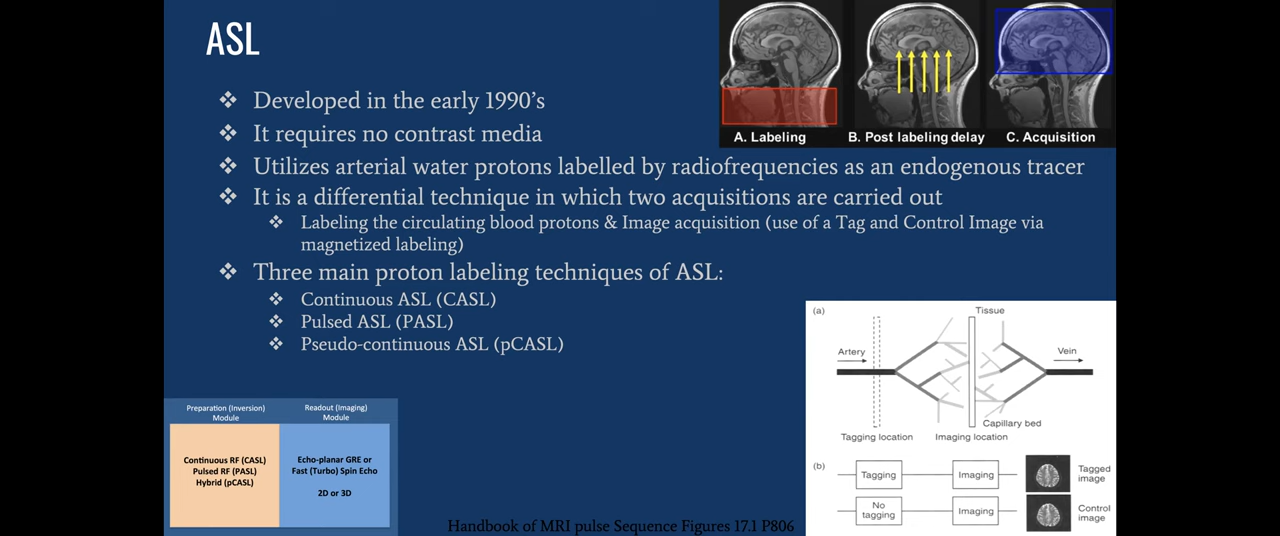 ASL
Developed in the early 1990's
It requires no contrast media
Utilizes arterial water protons labelled by radiofrequencies as an endogenous tracer
It is a differential technique in which two acquisitions are carried out
Labeling the circulating blood protons & Image acquisition (use of a Tag and Control Image via
magnetized labeling)
Three main proton labeling techniques of ASL:
Continuous ASL (CASL)
Pulsed ASL (PASL)
Pseudo-continuous ASL (pCASL)
A. Labeling
B. Post labeling delay
C. Acquisition
Preparation (Inversion)
Module
Continuous RF (CASL)
Pulsed RF (PASL)
Hybrid (pCASL)
Readout (Imaging)
Module
Echo-planar GRE or
Fast (Turbo) Spin Echo
2D or 3D
(a)
Tissue
Artery
Vein
Capillary bed
Tagging location
Imaging location
(b)
Tagging
Imaging
Tagged
image
No
tagging
Imaging
Control
image
Handbook of MRI pulse Sequence Figures 17.1 P806